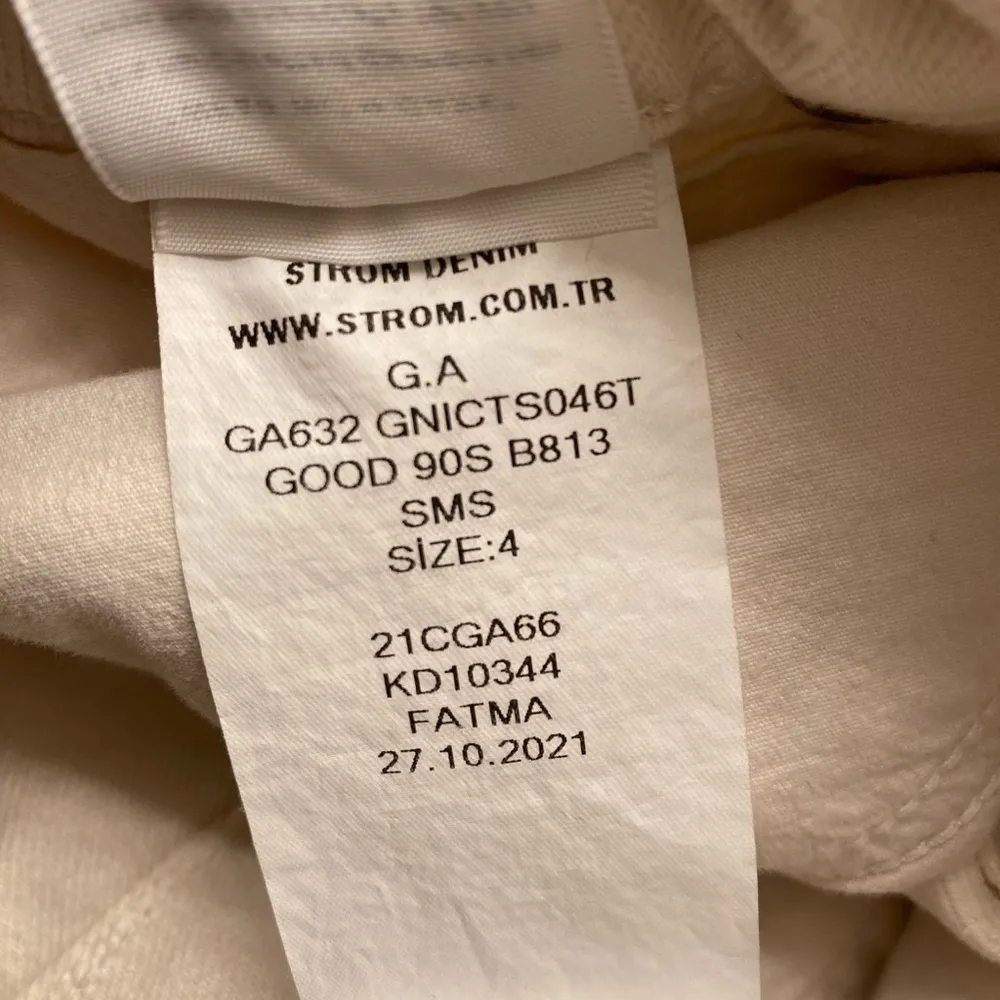 STROM DENIM
WWW.STROM.COM.TR
G.A
GA632 GNICTS046T
GOOD 90S B813
SMS
SİZE:4
21CGA66
KD10344
FATMA
27.10.2021